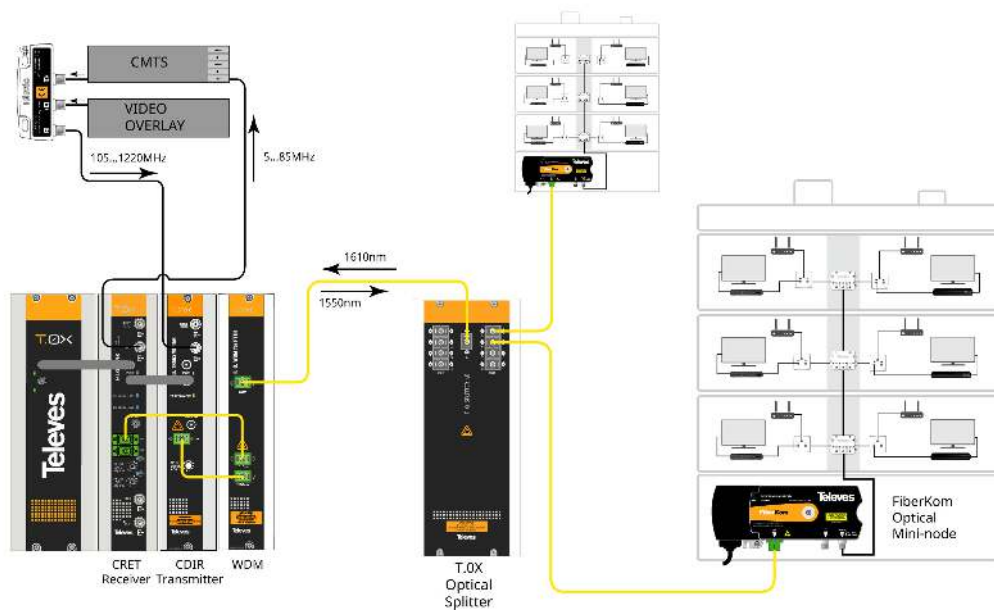 CMTS
VIDEO
OVERLAY
105...1220MHz
5...85MHz
1610nm
1550nm
T.0X
Televes
CRET
Receiver
CDIR
Transmitter
WDM
Televes
T.0X
Optical
Splitter
Televes
FiberKom
Televes
FiberKom
Optical
Mini-node